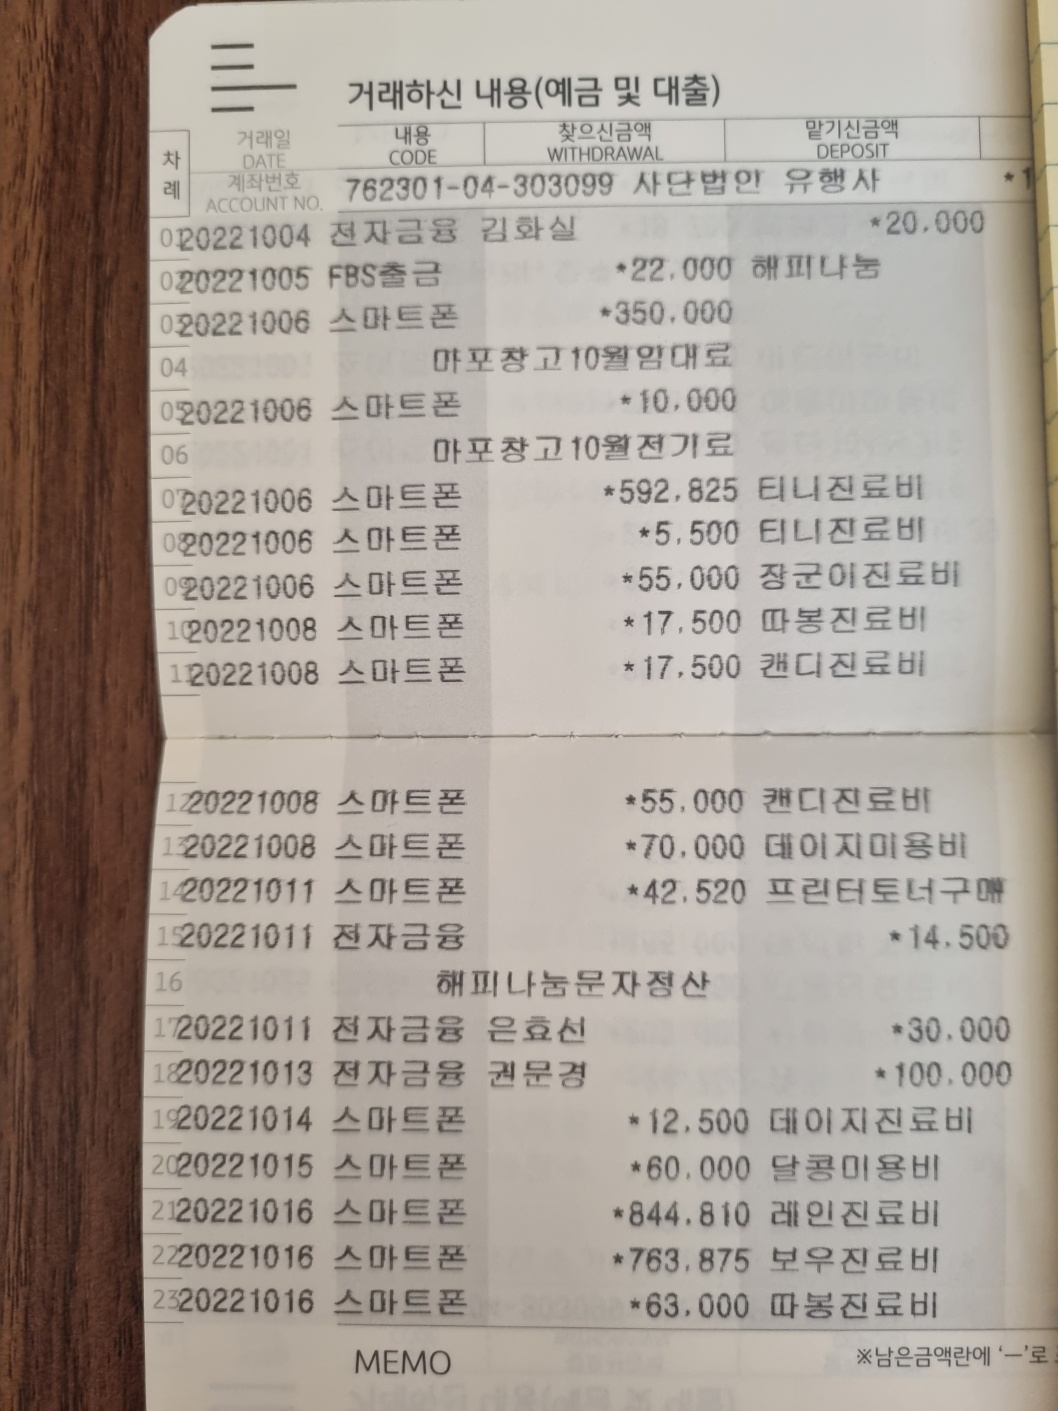 거래하신 내용(예금 및 대출)
차례 거래일 내용 찾으신금액 맡기신금액
DATE CODE WITHDRAWAL DEPOSIT
계좌번호 762301-04-303099 사단법인 유행사 *1
ACCOUNT NO.
01 20221004 전자금융 김화실 *20,000
02 20221005 FBS출금 *22,000 해피나눔
03 20221006 스마트폰 *350,000
04 마포창고10월임대료
05 20221006 스마트폰 *10,000
06 마포창고10월전기료
07 20221006 스마트폰 *592,825 티니진료비
08 20221006 스마트폰 *5,500 티니진료비
09 20221006 스마트폰 *55,000 장군이진료비
10 20221008 스마트폰 *17,500 따봉진료비
11 20221008 스마트폰 *17,500 캔디진료비
12 20221008 스마트폰 *55,000 캔디진료비
13 20221008 스마트폰 *70,000 데이지미용비
14 20221011 스마트폰 *42,520 프린터토너구매
15 20221011 전자금융 *14,500
16 해피나눔문자정산
17 20221011 전자금융 은효선 *30,000
18 20221013 전자금융 권문경 *100,000
19 20221014 스마트폰 *12,500 데이지진료비
20 20221015 스마트폰 *60,000 달콩미용비
21 20221016 스마트폰 *844,810 레인진료비
22 20221016 스마트폰 *763,875 보우진료비
23 20221016 스마트폰 *63,000 따봉진료비
MEMO ※남은금액란에 '—'로